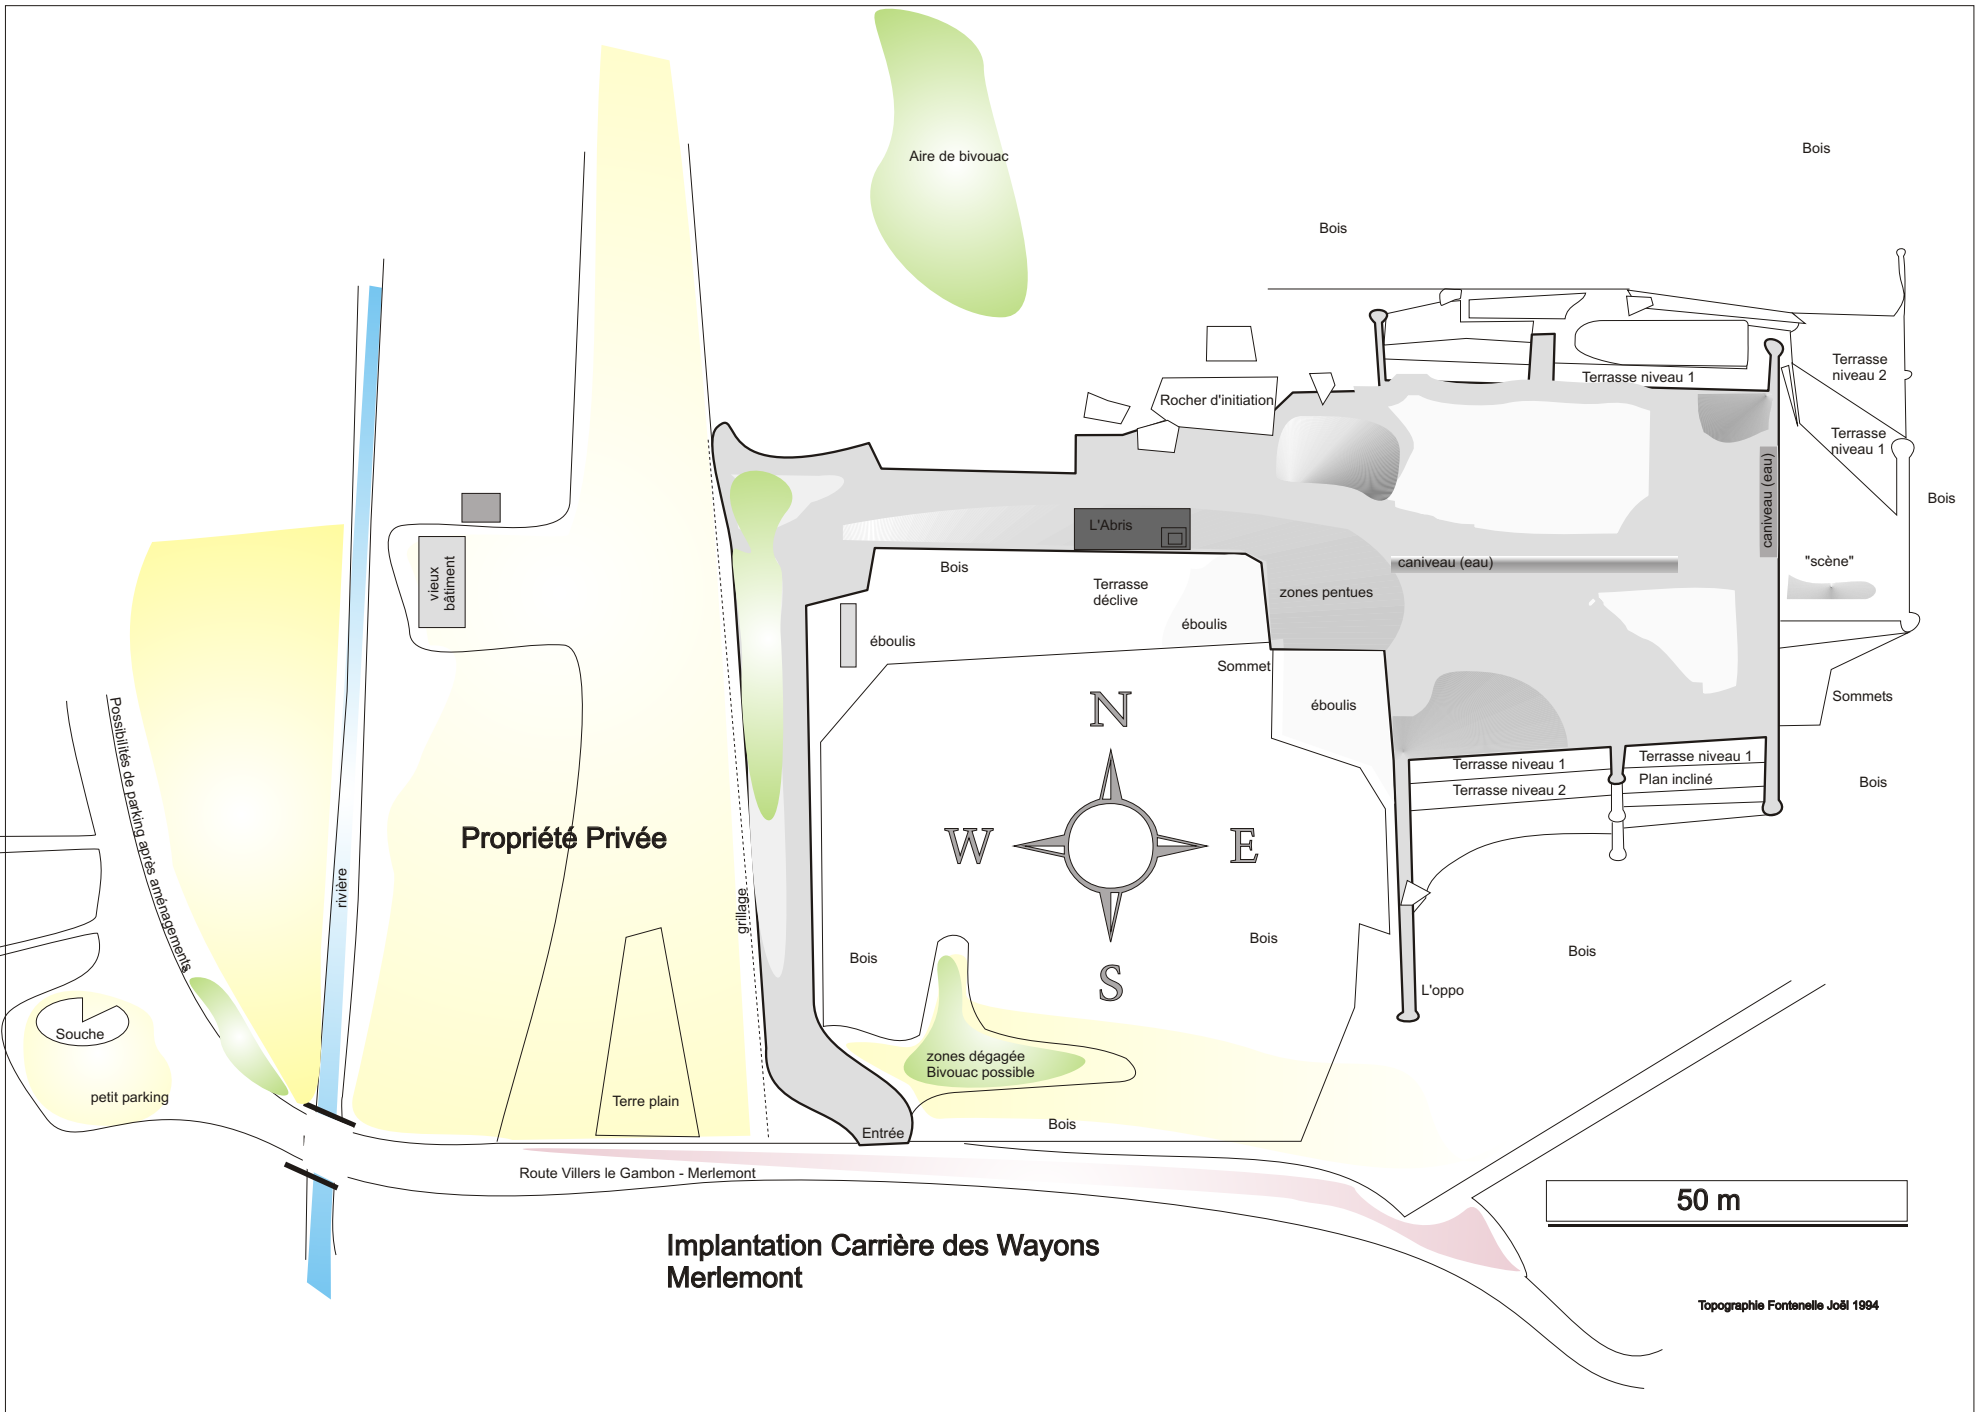 Aire de bivouac
Bois
Bois
Terrasse
niveau 2
Terrasse niveau 1
Rocher d'initiation
Terrasse
niveau 1
caniveau (eau)
Bois
L'Abris
vieux
bâtiment
Bois
Terrasse
déclive
caniveau (eau)
"scène"
zones pentues
éboulis
éboulis
Sommet
Sommets
éboulis
N
Possibilités de parking après aménagements
Terrasse niveau 1
Terrasse niveau 1
Plan incliné
Terrasse niveau 2
Bois
Propriété Privée
W
E
rivière
grillage
Bois
Bois
Bois
S
L'oppo
Souche
zones dégagée
Bivouac possible
petit parking
Terre plain
Entrée
Bois
Route Villers le Gambon - Merlemont
50 m
Implantation Carrière des Wayons
Merlemont
Topographie Fontenelle Joël 1994